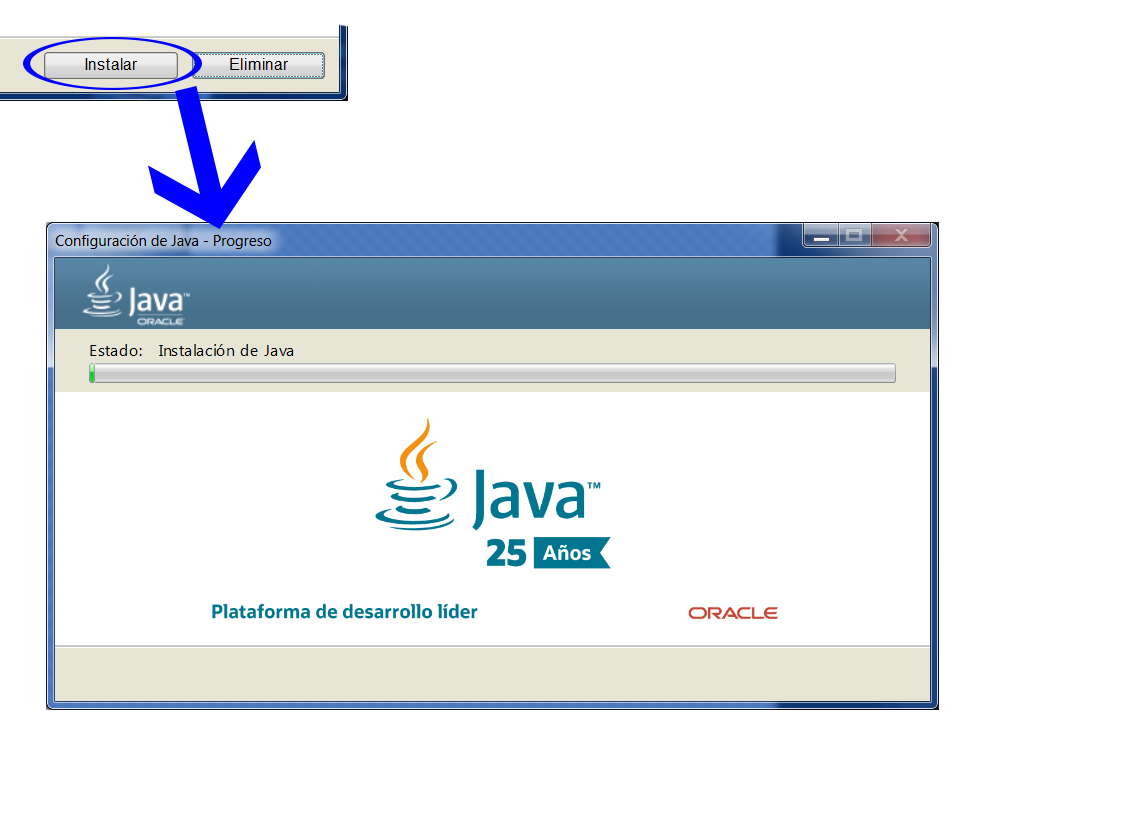 Instalar Eliminar
Configuración de Java - Progreso
Java™
ORACLE
Estado: Instalación de Java
Java™
25 Años
Plataforma de desarrollo líder ORACLE